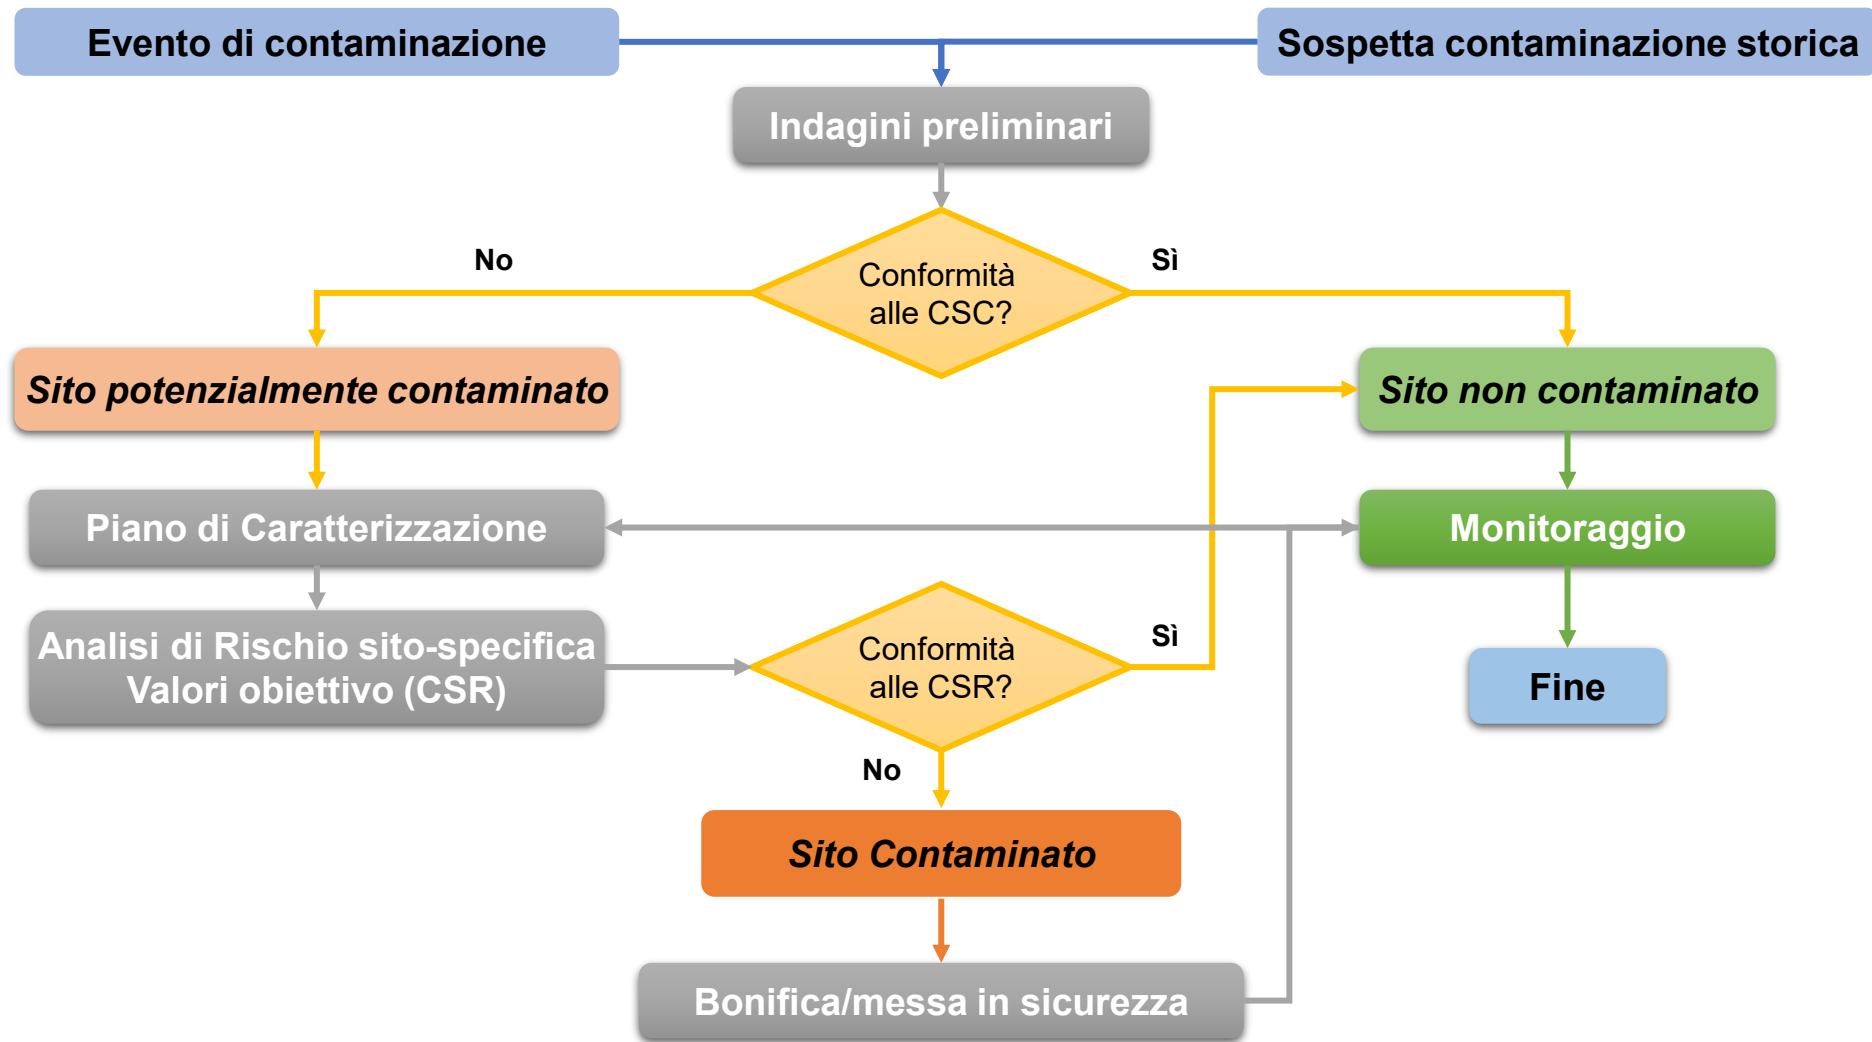 Evento di contaminazione
Sospetta contaminazione storica
Indagini preliminari
No
Conformità
alle CSC?
Sì
Sito potenzialmente contaminato
Sito non contaminato
Piano di Caratterizzazione
Monitoraggio
Analisi di Rischio sito-specifica
Valori obiettivo (CSR)
Conformità
alle CSR?
Sì
Fine
No
Sito Contaminato
Bonifica/messa in sicurezza